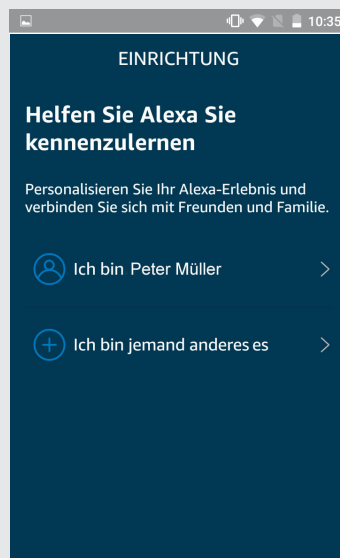 10:35
EINRICHTUNG
Helfen Sie Alexa Sie
kennenzulernen
Personalisieren Sie Ihr Alexa-Erlebnis und
verbinden Sie sich mit Freunden und Familie.
Ich bin Peter Müller
Ich bin jemand anderes es